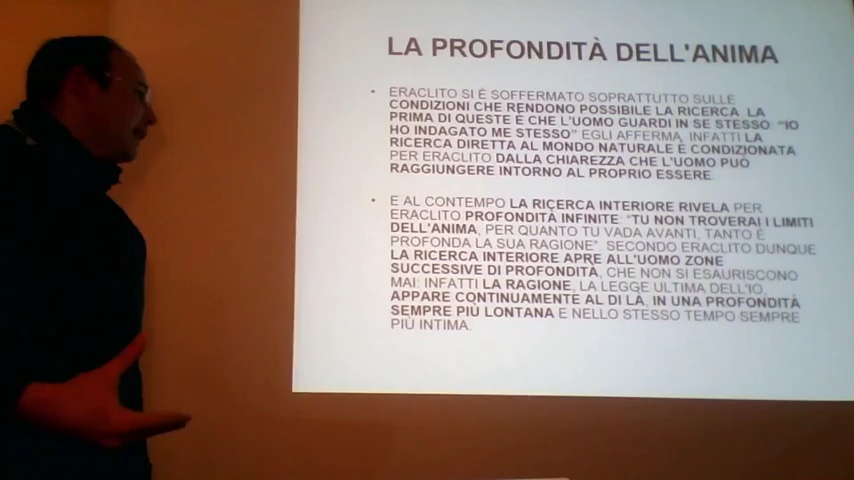 LA PROFONDITÀ DELL'ANIMA
• ERACLITO SI È SOFFERMATO SOPRATTUTTO SULLE
CONDIZIONI CHE RENDONO POSSIBILE LA RICERCA. LA
PRIMA DI QUESTE È CHE L'UOMO GUARDI IN SE STESSO. "IO
HO INDAGATO ME STESSO" EGLI AFFERMA, INFATTI LA
RICERCA DIRETTA AL MONDO NATURALE È CONDIZIONATA
PER ERACLITO DALLA CHIAREZZA CHE L'UOMO PUÒ
RAGGIUNGERE INTORNO AL PROPRIO ESSERE.
• E AL CONTEMPO LA RICERCA INTERIORE RIVELA PER
ERACLITO PROFONDITÀ INFINITE: "TU NON TROVERAI I LIMITI
DELL'ANIMA, PER QUANTO TU VADA AVANTI, TANTO È
PROFONDA LA SUA RAGIONE". SECONDO ERACLITO DUNQUE
LA RICERCA INTERIORE APRE ALL'UOMO ZONE
SUCCESSIVE DI PROFONDITÀ, CHE NON SI ESAURISCONO
MAI: INFATTI LA RAGIONE, LA LEGGE ULTIMA DELL'IO,
APPARE CONTINUAMENTE AL DI LÀ, IN UNA PROFONDITÀ
SEMPRE PIÙ LONTANA E NELLO STESSO TEMPO SEMPRE
PIÙ INTIMA.